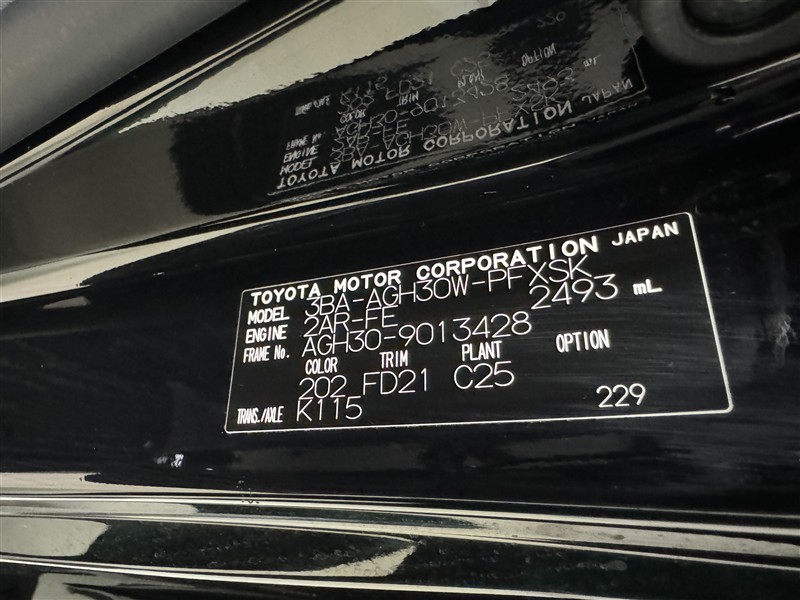 TOYOTA MOTOR CORPORATION JAPAN
MODEL 3BA-AGH30W-PFXSK
ENGINE 2AR-FE 2493 mL
FRAME No. AGH30-9013428
COLOR TRIM PLANT OPTION
202 FD21 C25
TRANS./AXLE K115 229